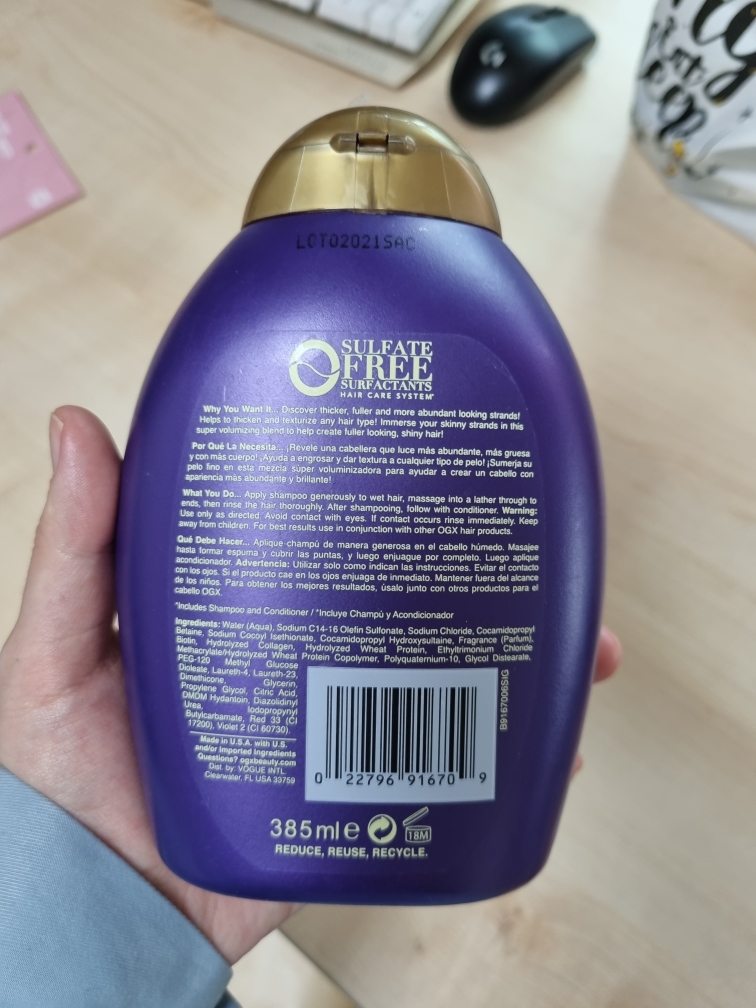 LOT02021SAC
SULFATE
FREE
SURFACTANTS
HAIR CARE SYSTEM
Why You Want It... Discover thicker, fuller and more abundant looking strands!
Helps to thicken and texturize any hair type! Immerse your skinny strands in this
super volumizing blend to help create fuller looking, shiny hair!
Por Qué La Necesita... ¡Revele una cabellera que luce más abundante, más gruesa
y con más cuerpo! ¡Ayuda a engrosar y dar textura a cualquier tipo de pelo! ¡Sumerja su
pelo fino en esta mezcla súper voluminizadora para ayudar a crear un cabello con
apariencia más abundante y brillante!
What You Do... Apply shampoo generously to wet hair, massage into a lather through to
ends, then rinse the hair thoroughly. After shampooing, follow with conditioner. Warning:
Use only as directed. Avoid contact with eyes. If contact occurs rinse immediately. Keep
away from children. For best results use in conjunction with other OGX hair products.
Qué Debe Hacer... Aplique champú de manera generosa en el cabello húmedo. Masajee
hasta formar espuma y cubrir las puntas, y luego enjuague por completo. Luego aplique
acondicionador. Advertencia: Utilizar solo como indican las instrucciones. Evitar el contacto
con los ojos. Si el producto cae en los ojos enjuaga de inmediato. Mantener fuera del alcance
de los niños. Para obtener los mejores resultados, úsalo junto con otros productos para el
cabello OGX.
*Includes Shampoo and Conditioner / *Incluye Champú y Acondicionador
Ingredients: Water (Aqua), Sodium C14-16 Olefin Sulfonate, Sodium Chloride, Cocamidopropyl
Betaine, Sodium Cocoyl Isethionate, Cocamidopropyl Hydroxysultaine, Fragrance (Parfum),
Biotin, Hydrolyzed Collagen, Hydrolyzed Wheat Protein, Ethyltrimonium Chloride
Methacrylate/Hydrolyzed Wheat Protein Copolymer, Polyquaternium-10, Glycol Distearate,
PEG-120 Methyl Glucose
Dioleate, Laureth-4, Laureth-23,
Dimethicone, Glycerin,
Propylene Glycol, Citric Acid,
DMDM Hydantoin, Diazolidinyl
Urea, Iodopropynyl
Butylcarbamate, Red 33 (CI
17200), Violet 2 (CI 60730).
Made in U.S.A. with U.S.
and/or Imported Ingredients
Questions? ogxbeauty.com
Dist. by: VOGUE INTL.
Clearwater, FL USA 33759
B9167006SIG
0 22796 91670 9
385ml e 18M
REDUCE, REUSE, RECYCLE.